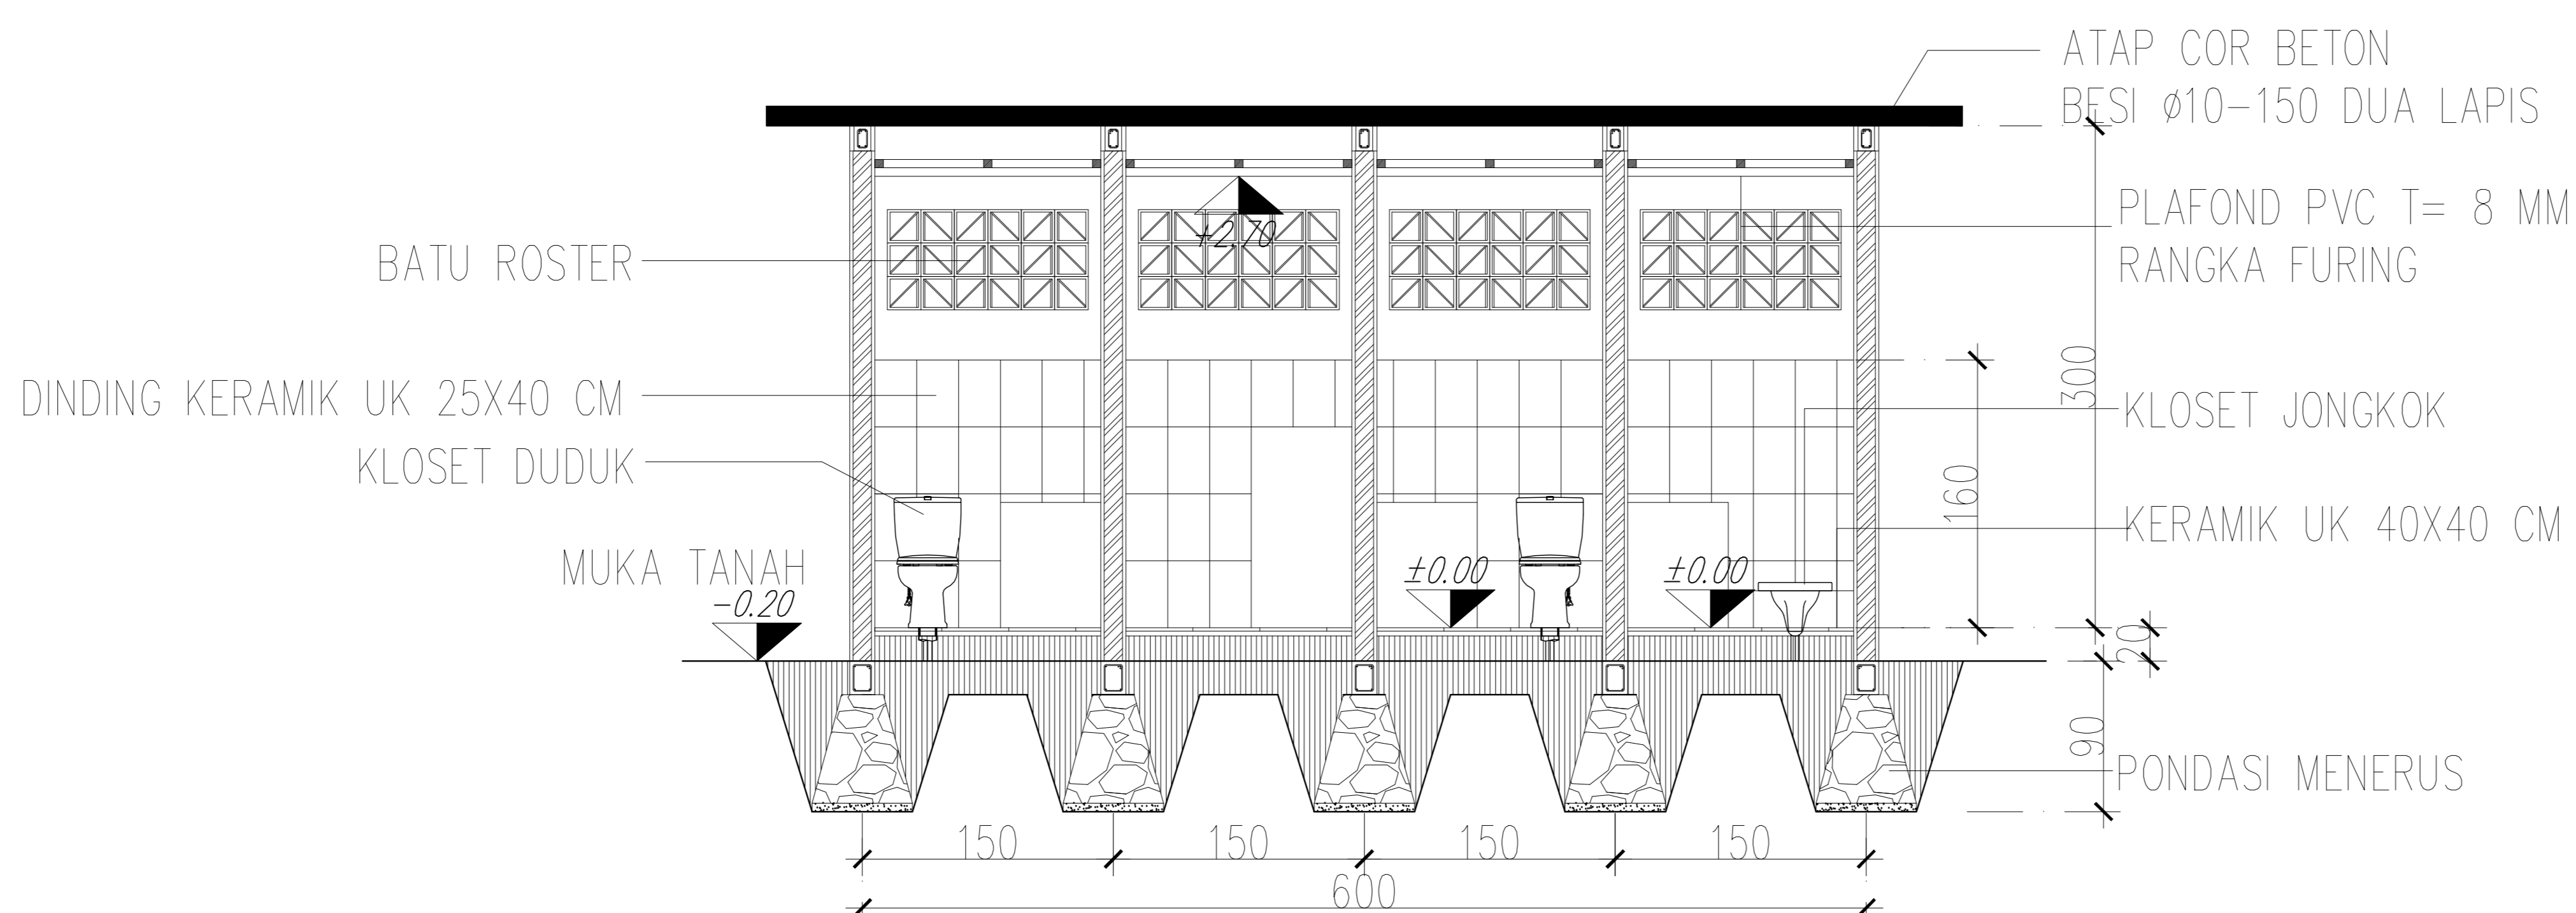 ATAP COR BETON
BESI Ø10-150 DUA LAPIS
PLAFOND PVC T= 8 MM
RANGKA FURING
+2.70
BATU ROSTER
300
DINDING KERAMIK UK 25X40 CM
KLOSET JONGKOK
KLOSET DUDUK
160
KERAMIK UK 40X40 CM
MUKA TANAH
-0.20
±0.00
±0.00
20
90
PONDASI MENERUS
150
150
150
150
600